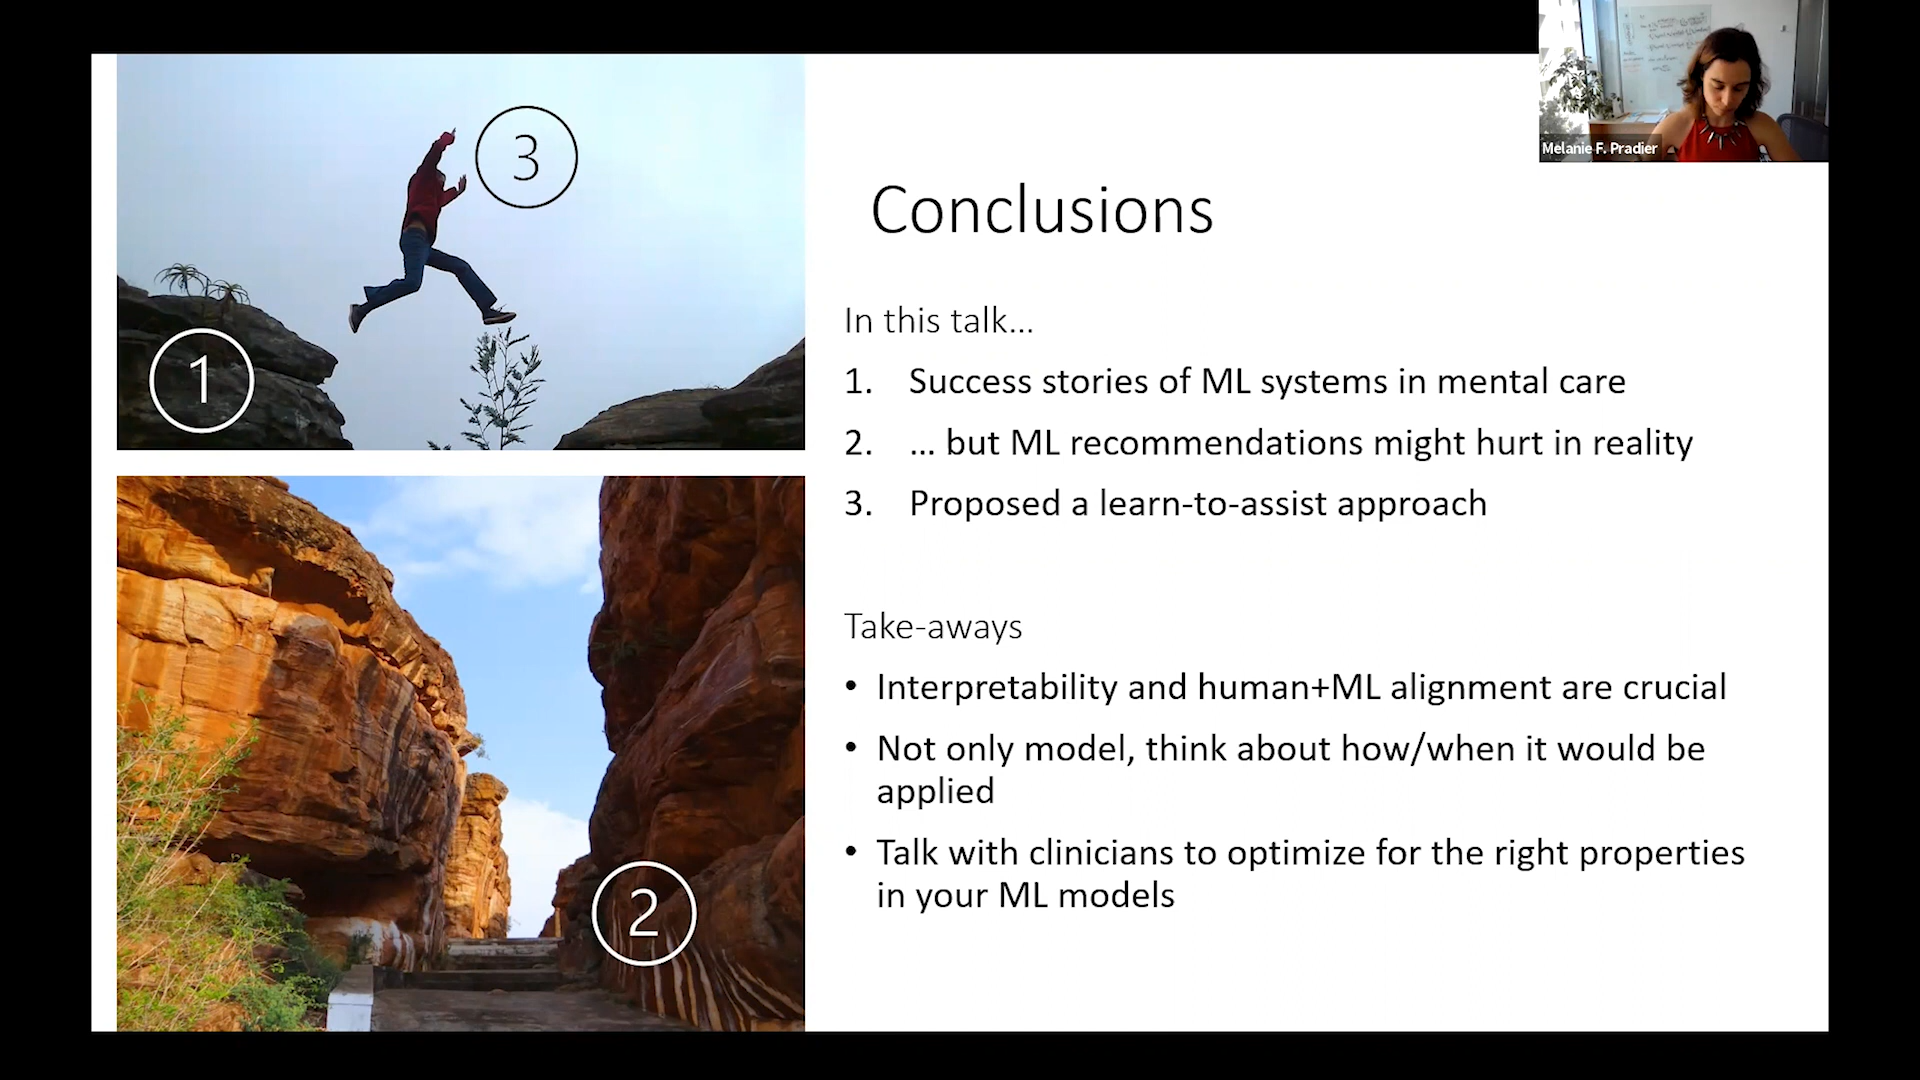 Melanie F. Pradier
3
1
2
Conclusions
In this talk...
1. Success stories of ML systems in mental care
2. ... but ML recommendations might hurt in reality
3. Proposed a learn-to-assist approach
Take-aways
• Interpretability and human+ML alignment are crucial
• Not only model, think about how/when it would be
applied
• Talk with clinicians to optimize for the right properties
in your ML models